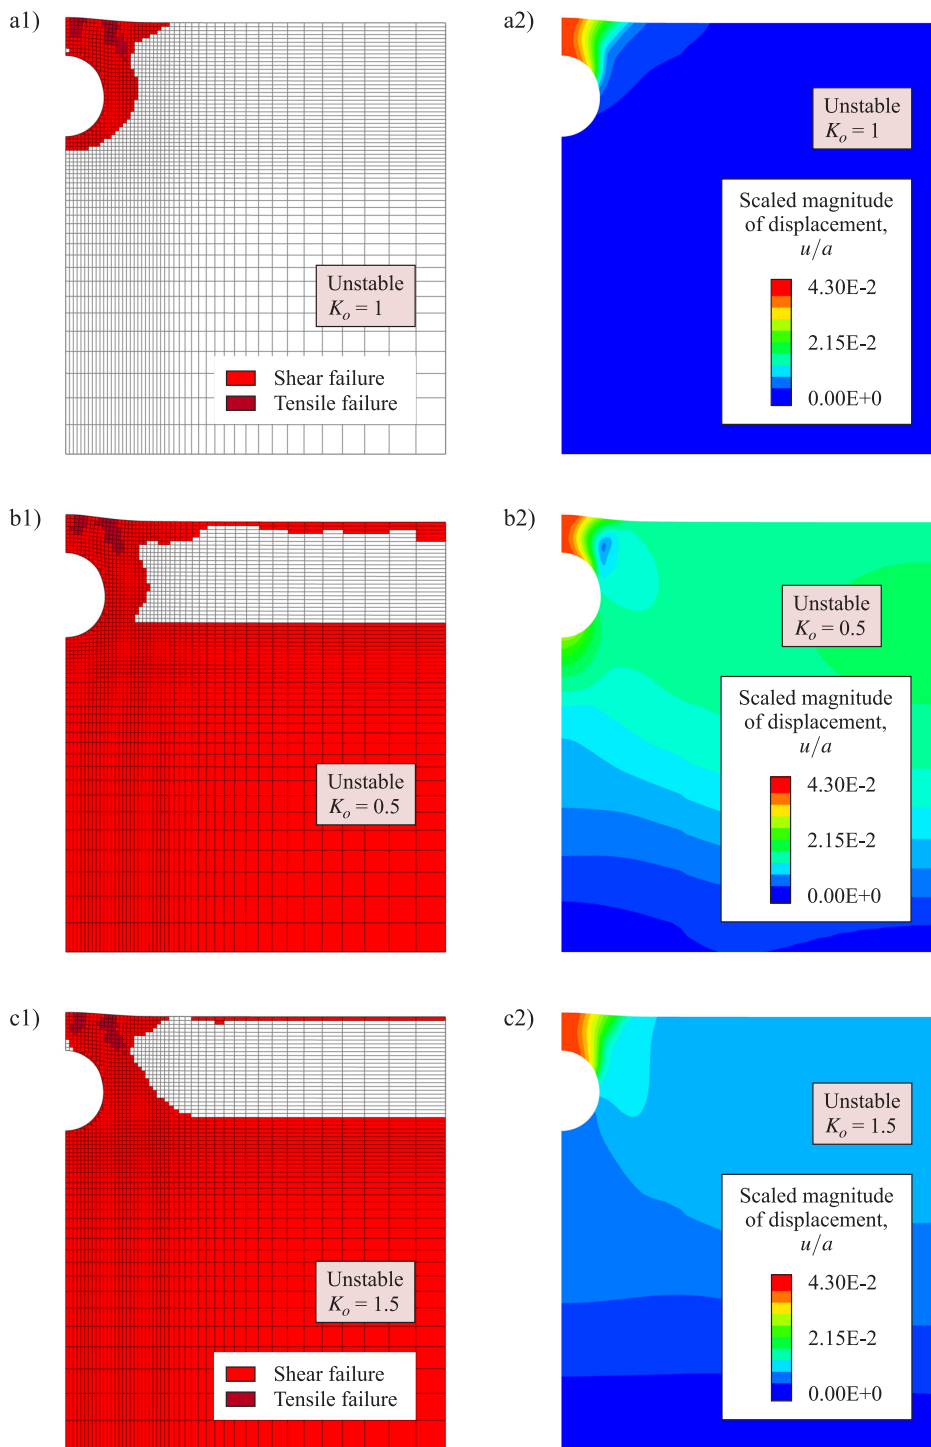 a1)
Unstable
K_o = 1
Shear failure
Tensile failure
a2)
Unstable
K_o = 1
Scaled magnitude
of displacement,
u/a
4.30E-2
2.15E-2
0.00E+0
b1)
Unstable
K_o = 0.5
b2)
Unstable
K_o = 0.5
Scaled magnitude
of displacement,
u/a
4.30E-2
2.15E-2
0.00E+0
c1)
Unstable
K_o = 1.5
Shear failure
Tensile failure
c2)
Unstable
K_o = 1.5
Scaled magnitude
of displacement,
u/a
4.30E-2
2.15E-2
0.00E+0